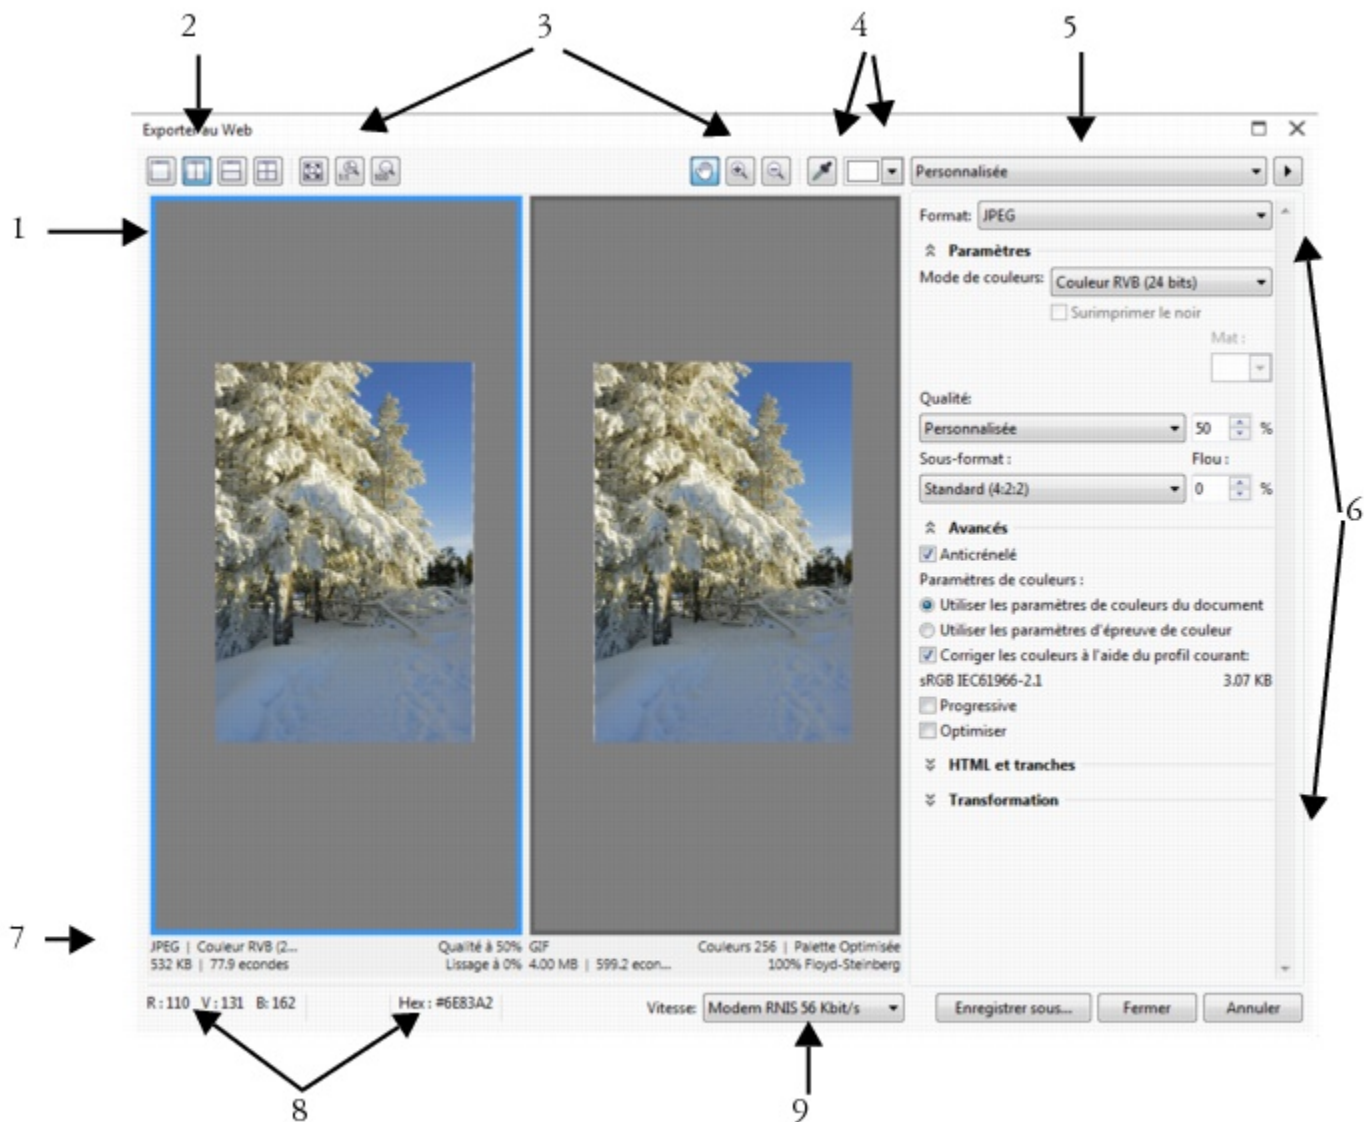 2
3
4
5
Exporter au Web
Personnalisée
1
Format: JPEG
Paramètres
Mode de couleurs: Couleur RVB (24 bits)
Surimprimer le noir
Mat :
Qualité:
Personnalisée 50 %
Sous-format : Flou :
Standard (4:2:2) 0 %
6
Avancés
Anticrénelé
Paramètres de couleurs :
Utiliser les paramètres de couleurs du document
Utiliser les paramètres d'épreuve de couleur
Corriger les couleurs à l'aide du profil courant:
sRGB IEC61966-2.1 3.07 KB
Progressive
Optimiser
HTML et tranches
Transformation
7
JPEG | Couleur RVB (2... Qualité à 50%
532 KB | 77.9 econdes Lissage à 0%
GIF Couleurs 256 | Palette Optimisée
4.00 MB | 599.2 econ... 100% Floyd-Steinberg
R : 110 V : 131 B: 162 Hex : #6E83A2
Vitesse: Modem RNIS 56 Kbit/s
Enregistrer sous... Fermer Annuler
8
9